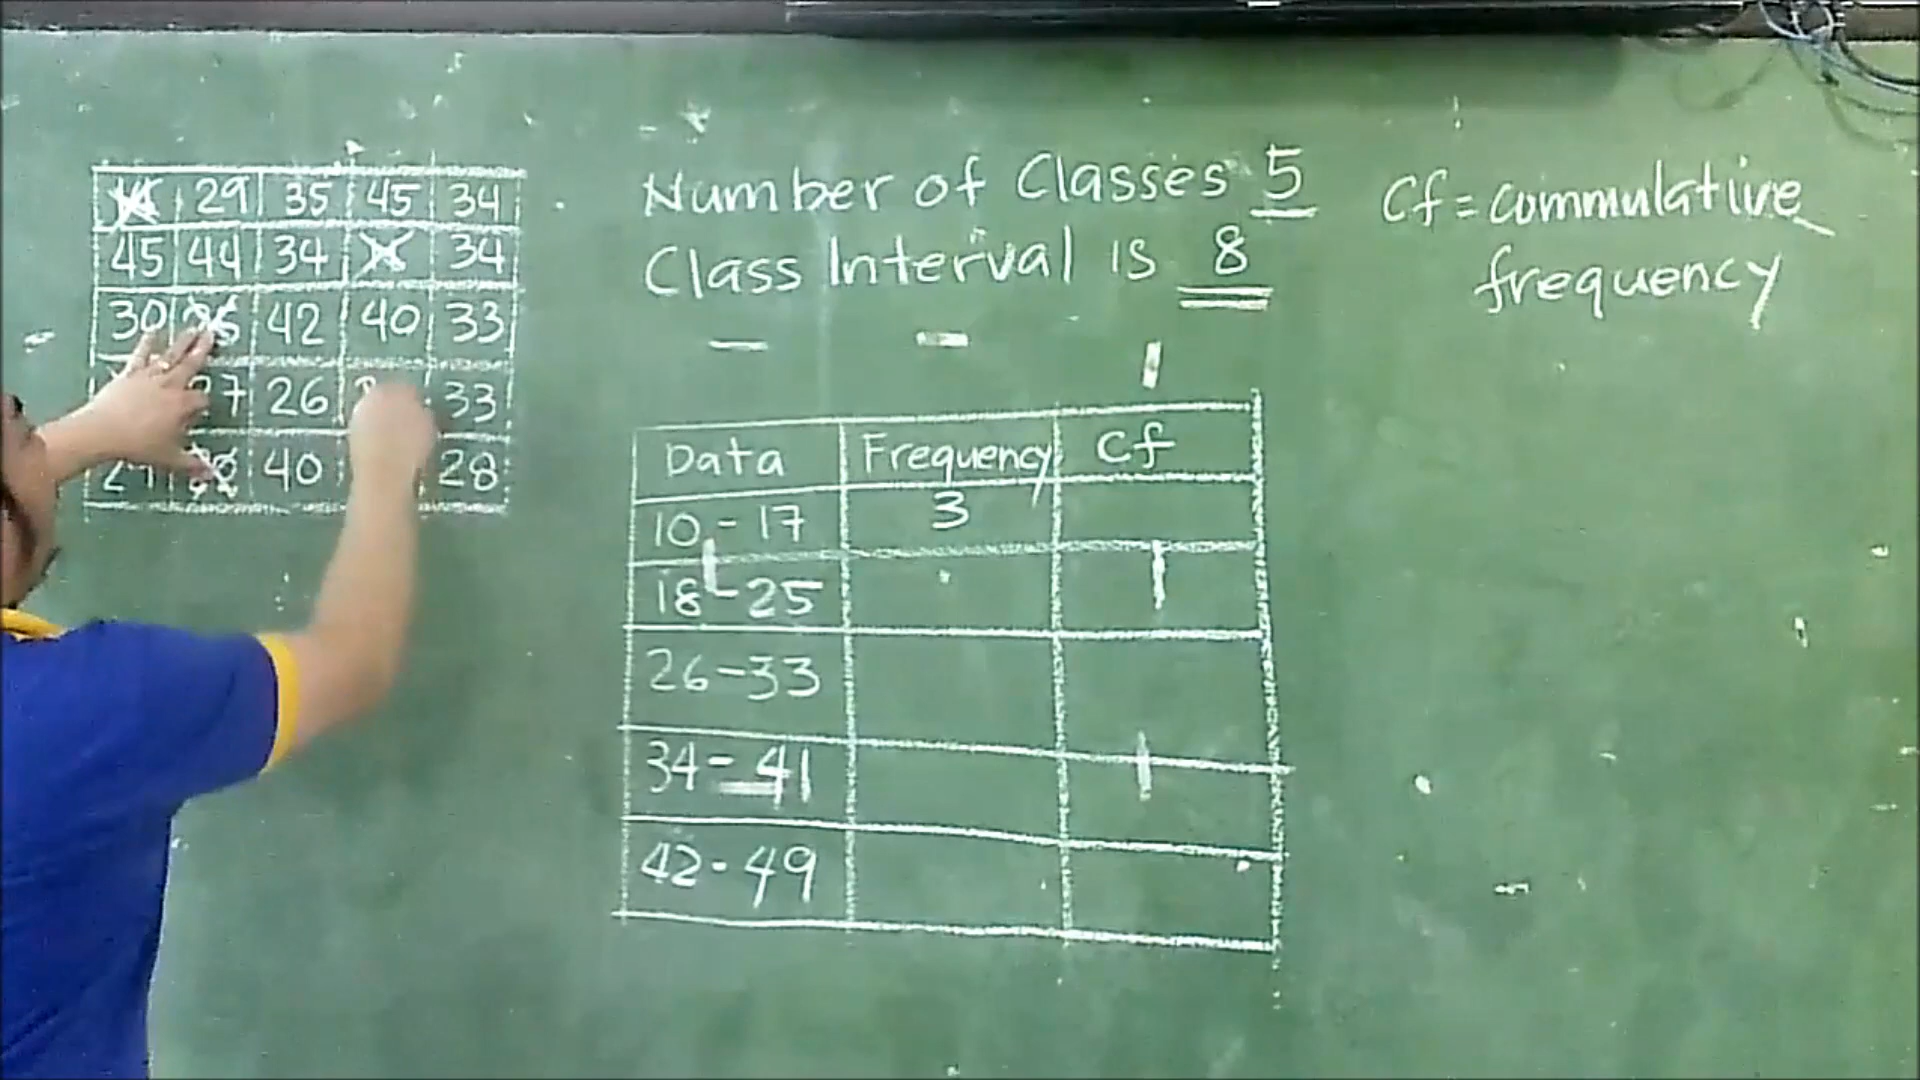 29 35 45 34
45 44 34 34
30 42 40 33
27 26 33
40 28
Number of Classes 5
Class Interval is 8
Cf = commulative
frequency
Data Frequency Cf
10 - 17 3
18 - 25
26 - 33
34 - 41
42 - 49